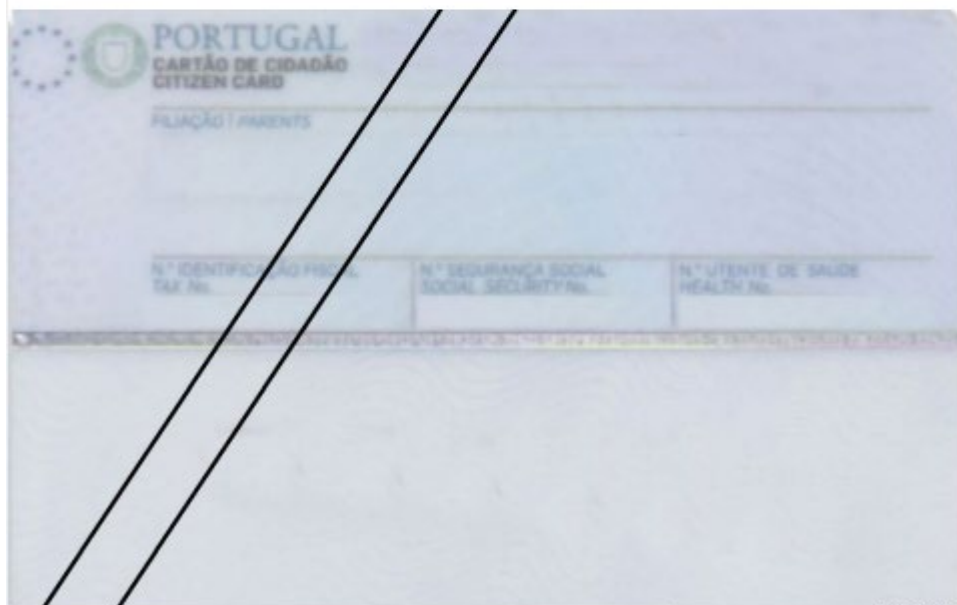 PORTUGAL
CARTÃO DE CIDADÃO
CITIZEN CARD
FILIAÇÃO | PARENTS
N.º IDENTIFICAÇÃO FISCAL
TAX No.
N.º SEGURANÇA SOCIAL
SOCIAL SECURITY No.
N.º UTENTE DE SAÚDE
HEALTH No.